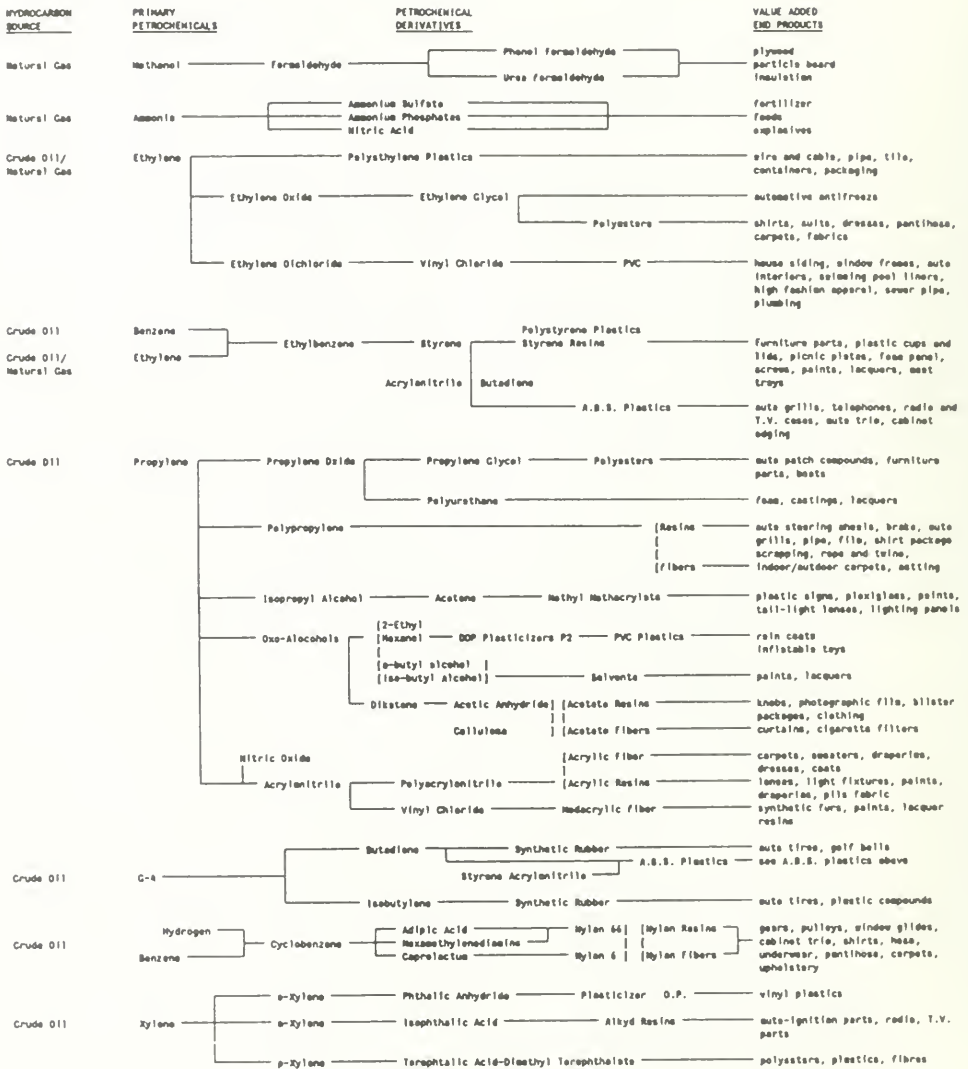 HYDROCARBON SOURCE PRIMARY PETROCHEMICALS PETROCHEMICAL DERIVATIVES VALUE ADDED END PRODUCTS
Phenol Formaldehyde plywood
Natural Gas Methanol Formaldehyde particle board
Urea Formaldehyde insulation
Ammonium Sulfate fertilizer
Natural Gas Ammonia Ammonium Phosphates feeds
Nitric Acid explosives
Crude Oil/ Ethylene Polyethylene Plastics wire and cable, pipe, tile,
Natural Gas containers, packaging
Ethylene Oxide Ethylene Glycol automotive antifreeze
Polyesters shirts, suits, dresses, pantihose,
carpets, fabrics
Ethylene Dichloride Vinyl Chloride PVC house siding, window frames, auto
interiors, swimming pool liners,
high fashion apparel, sewer pipe,
plumbing
Crude Oil Benzene Polystyrene Plastics
Ethylbenzene Styrene Styrene Resins furniture parts, plastic cups and
Crude Oil/ Ethylene lids, picnic plates, foam panel,
Natural Gas screws, paints, lacquers, meat
Acrylonitrile Butadiene trays
A.B.S. Plastics auto grills, telephones, radio and
T.V. cases, auto trim, cabinet
edging
Crude Oil Propylene Propylene Oxide Propylene Glycol Polyesters auto patch compounds, furniture
parts, boats
Polyurethane foam, castings, lacquers
Polypropylene [Resins auto steering wheels, brake, auto
grills, pipe, film, shirt package
scrapping, rope and twine,
[fibers indoor/outdoor carpets, matting
Isopropyl Alcohol Acetone Methyl Methacrylate plastic signs, plexiglass, paints,
tail-light lenses, lighting panels
[2-Ethyl
Oxo-Alocohols [Hexanel DOP Plasticizers P2 PVC Plastics rain coats
inflatable toys
[n-butyl alcohol ]
[Iso-butyl Alcohol] Solvents paints, lacquers
Diketene Acetic Anhydride] [Acetate Resins knobs, photographic film, blister
packages, clothing
Cellulose ] [Acetate Fibers curtains, cigarette filters
Nitric Oxide [Acrylic Fiber carpets, sweaters, draperies,
dresses, coats
Acrylonitrile Polyacrylonitrile [Acrylic Resins lenses, light fixtures, paints,
draperies, pile fabric
Vinyl Chloride Modacrylic fiber synthetic furs, paints, lacquer
resins
Butadiene Synthetic Rubber auto tires, golf balls
A.B.S. Plastics see A.B.S. plastics above
Crude Oil C-4 Styrene Acrylonitrile
Isobutylene Synthetic Rubber auto tires, plastic compounds
Hydrogen Adipic Acid Nylon 66] [Nylon Resins gears, pulleys, window glides,
Crude Oil Cyclobenzene Hexamethylenediamine cabinet trim, shirts, hose,
Benzene Caprolactum Nylon 6 ] [Nylon Fibers underwear, pantihose, carpets,
upholstery
o-Xylene Phthalic Anhydride Plasticizer D.P. vinyl plastics
Crude Oil Xylene m-Xylene Isophthalic Acid Alkyd Resins auto-ignition parts, radio, T.V.
parts
p-Xylene Terephtalic Acid-Dimethyl Terephthalate polyesters, plastics, fibres